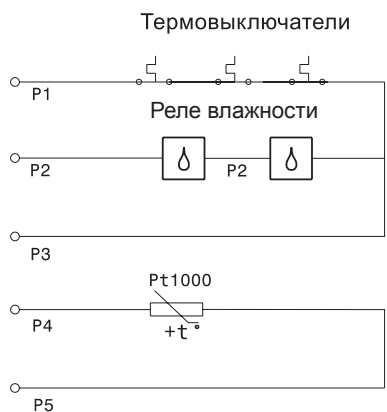 Термовыключатели
P1
Реле влажности
P2 P2
P3
Pt1000
P4
+t°
P5